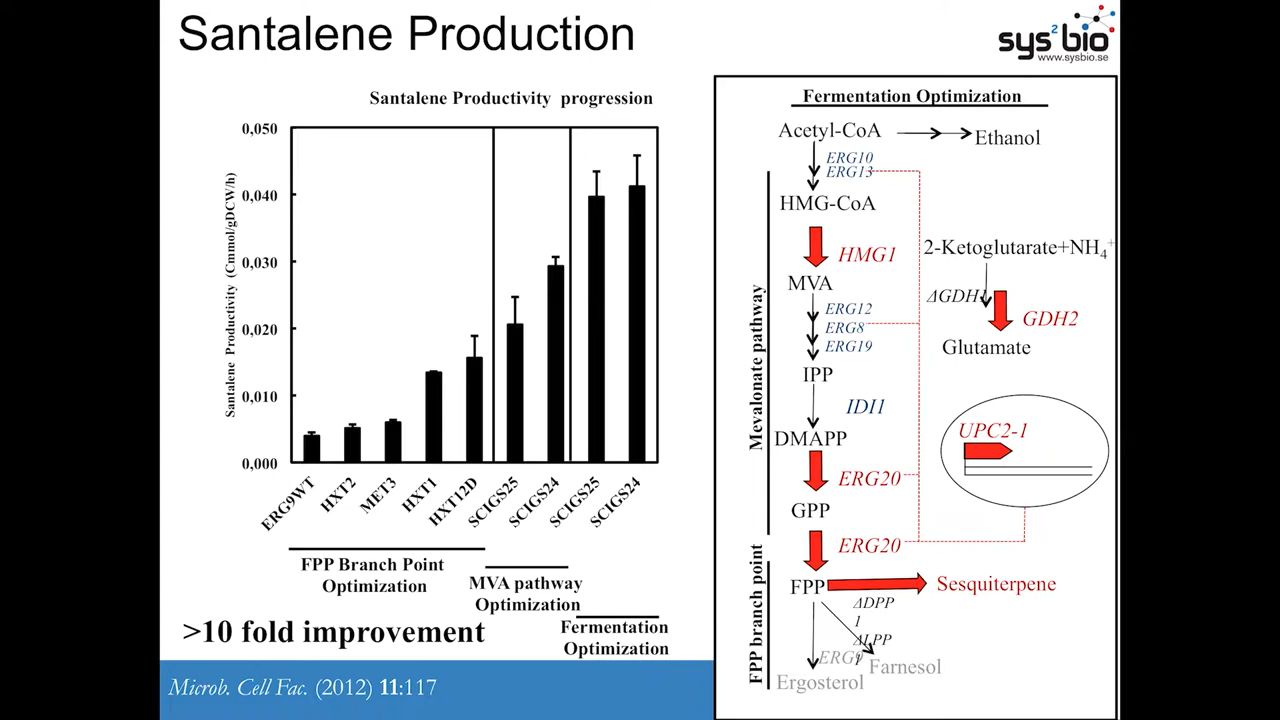 Santalene Production
sys2bio
www.sysbio.se
Santalene Productivity progression
Santalene Productivity (Cmmol/gDCW/h)
0,050
0,040
0,030
0,020
0,010
0,000
ERG9WT
HXT2
MET3
HXT1
HXT12D
SCIGS25
SCIGS24
SCIGS25
SCIGS24
FPP Branch Point
Optimization
MVA pathway
Optimization
Fermentation
Optimization
>10 fold improvement
Microb. Cell Fac. (2012) 11:117
Fermentation Optimization
Acetyl-CoA
Ethanol
ERG10
ERG13
HMG-CoA
HMG1
MVA
ERG12
ERG8
ERG19
IPP
IDI1
DMAPP
ERG20
GPP
ERG20
FPP
Sesquiterpene
ΔDPP
1
ΔLPP
1
ERG9
Farnesol
Ergosterol
Mevalonate pathway
FPP branch point
2-Ketoglutarate+NH4+
ΔGDH1
GDH2
Glutamate
UPC2-1